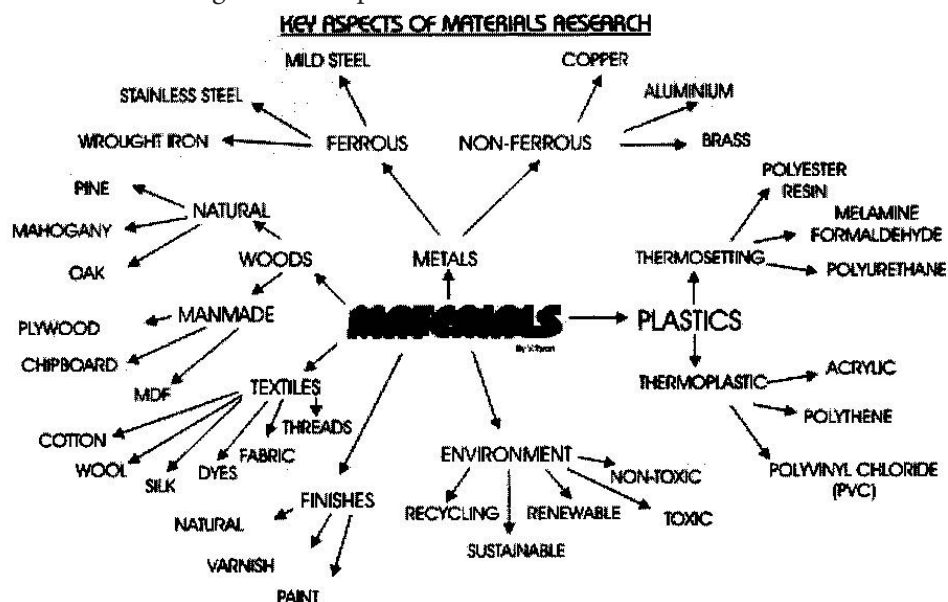 KEY ASPECTS OF MATERIALS RESEARCH
MILD STEEL
COPPER
STAINLESS STEEL
ALUMINIUM
WROUGHT IRON
FERROUS
NON-FERROUS
BRASS
PINE
NATURAL
POLYESTER
RESIN
MAHOGANY
MELAMINE
FORMALDEHYDE
OAK
WOODS
METALS
THERMOSETTING
POLYURETHANE
PLYWOOD
MANMADE
MATERIALS
PLASTICS
CHIPBOARD
MDF
TEXTILES
THERMOPLASTIC
ACRYLIC
COTTON
THREADS
POLYTHENE
WOOL
SILK
DYES
FABRIC
ENVIRONMENT
NON-TOXIC
POLYVINYL CHLORIDE
(PVC)
FINISHES
RECYCLING
RENEWABLE
TOXIC
NATURAL
SUSTAINABLE
VARNISH
PAINT